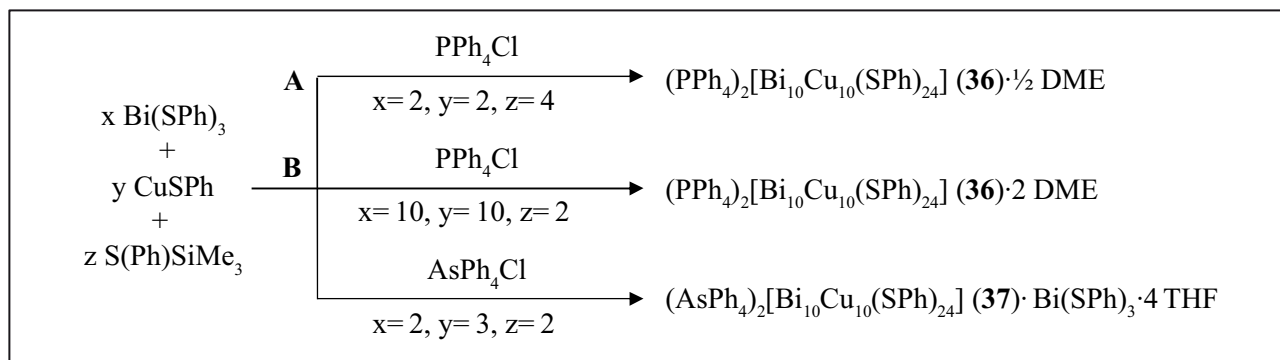 PPh₄Cl
A
x= 2, y= 2, z= 4
(PPh₄)₂[Bi₁₀Cu₁₀(SPh)₂₄] (36)·½ DME
x Bi(SPh)₃
+
y CuSPh
+
z S(Ph)SiMe₃
B
PPh₄Cl
x= 10, y= 10, z= 2
(PPh₄)₂[Bi₁₀Cu₁₀(SPh)₂₄] (36)·2 DME
AsPh₄Cl
x= 2, y= 3, z= 2
(AsPh₄)₂[Bi₁₀Cu₁₀(SPh)₂₄] (37)· Bi(SPh)₃·4 THF